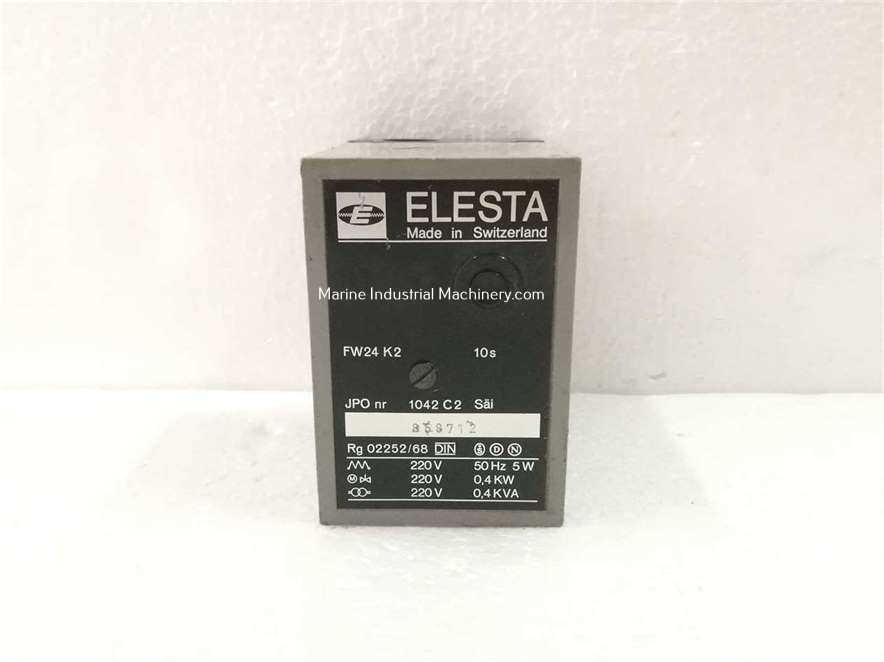 E ELESTA
Made in Switzerland
Marine Industrial Machinery.com
FW24 K2 10s
JPO nr 1042 C2 Säi
Rg 02252/68 DIN S D N
220 V 50 Hz 5 W
M 220 V 0,4 KW
220 V 0,4 KVA